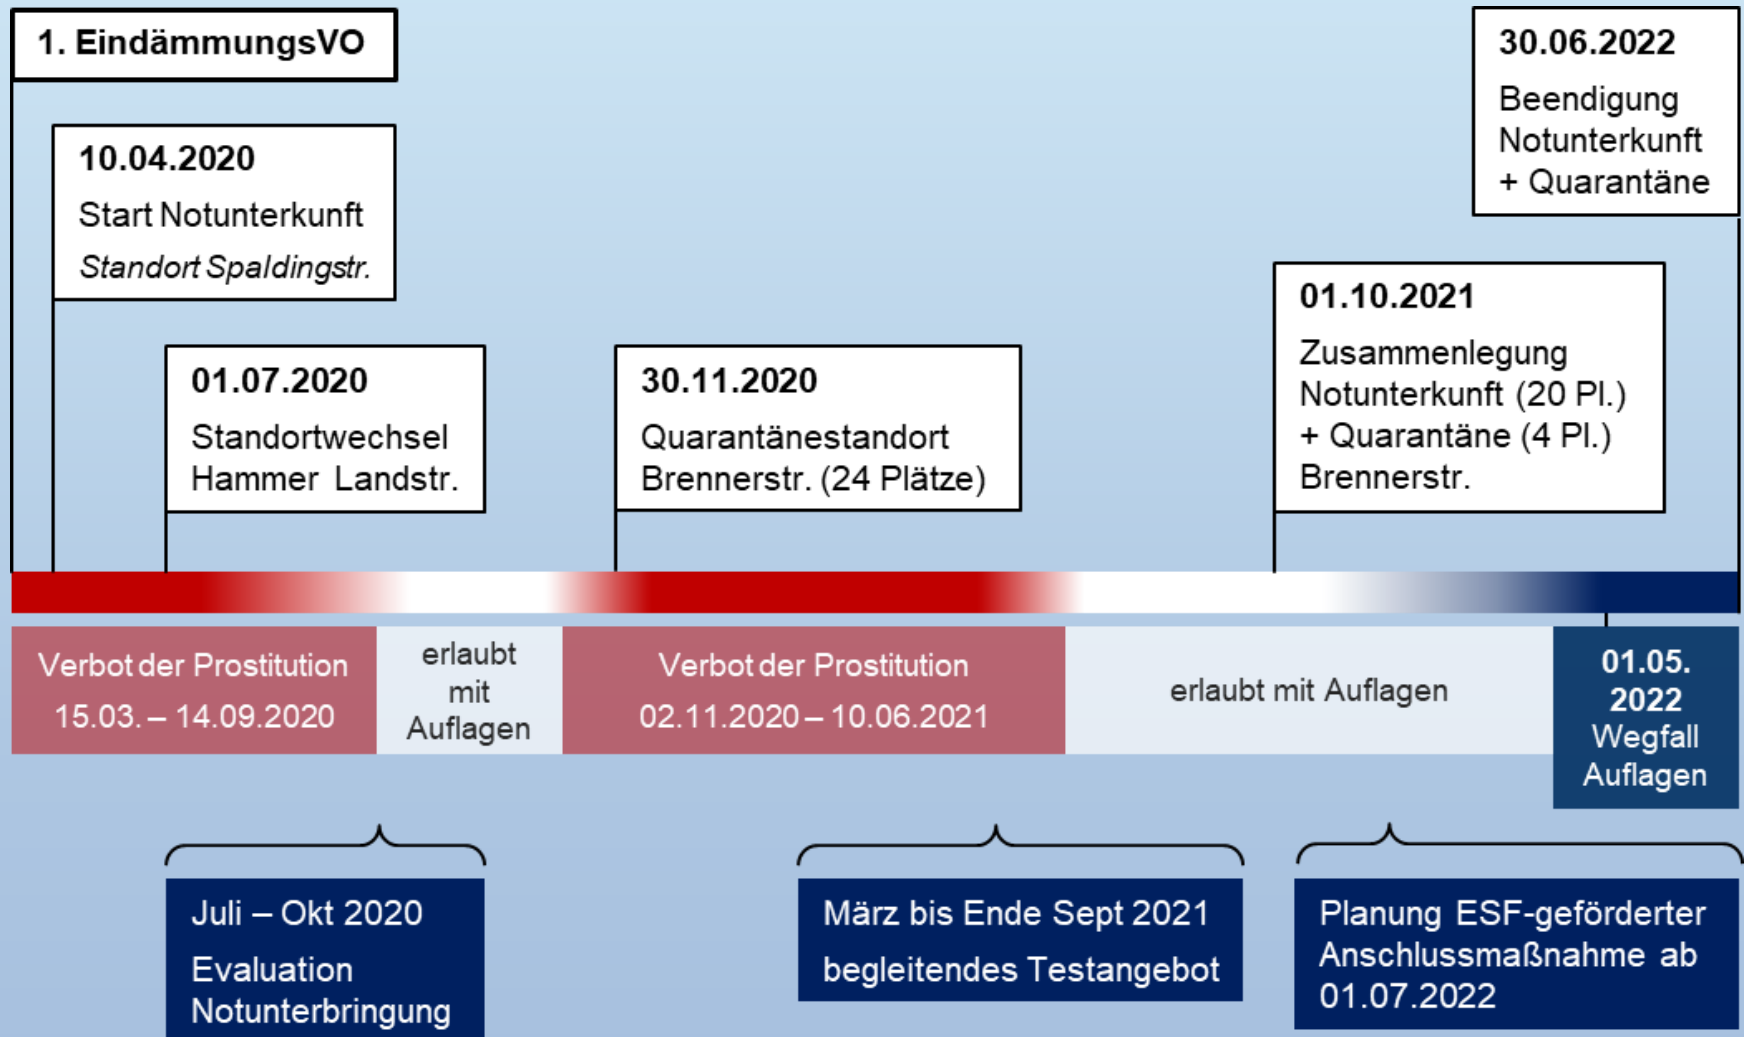 1. EindämmungsVO
10.04.2020
Start Notunterkunft
Standort Spaldingstr.
01.07.2020
Standortwechsel
Hammer Landstr.
30.11.2020
Quarantänestandort
Brennerstr. (24 Plätze)
01.10.2021
Zusammenlegung
Notunterkunft (20 Pl.)
+ Quarantäne (4 Pl.)
Brennerstr.
30.06.2022
Beendigung
Notunterkunft
+ Quarantäne
Verbot der Prostitution
15.03. – 14.09.2020
erlaubt
mit
Auflagen
Verbot der Prostitution
02.11.2020 – 10.06.2021
erlaubt mit Auflagen
01.05.
2022
Wegfall
Auflagen
Juli – Okt 2020
Evaluation
Notunterbringung
März bis Ende Sept 2021
begleitendes Testangebot
Planung ESF-geförderter
Anschlussmaßnahme ab
01.07.2022